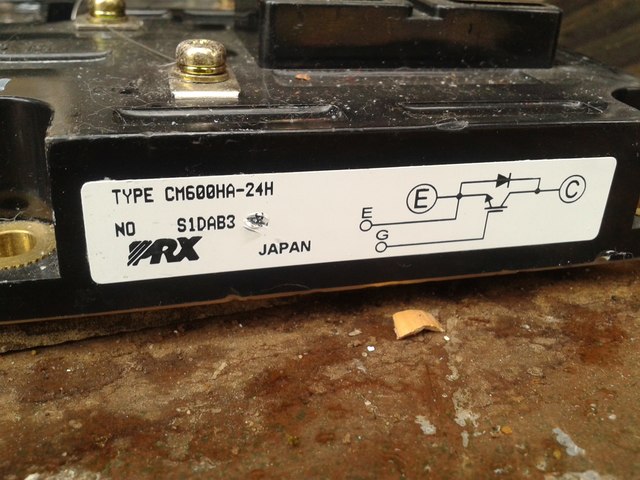 TYPE CM600HA-24H
NO S1DAB3
PRX
JAPAN
E
C
E
G